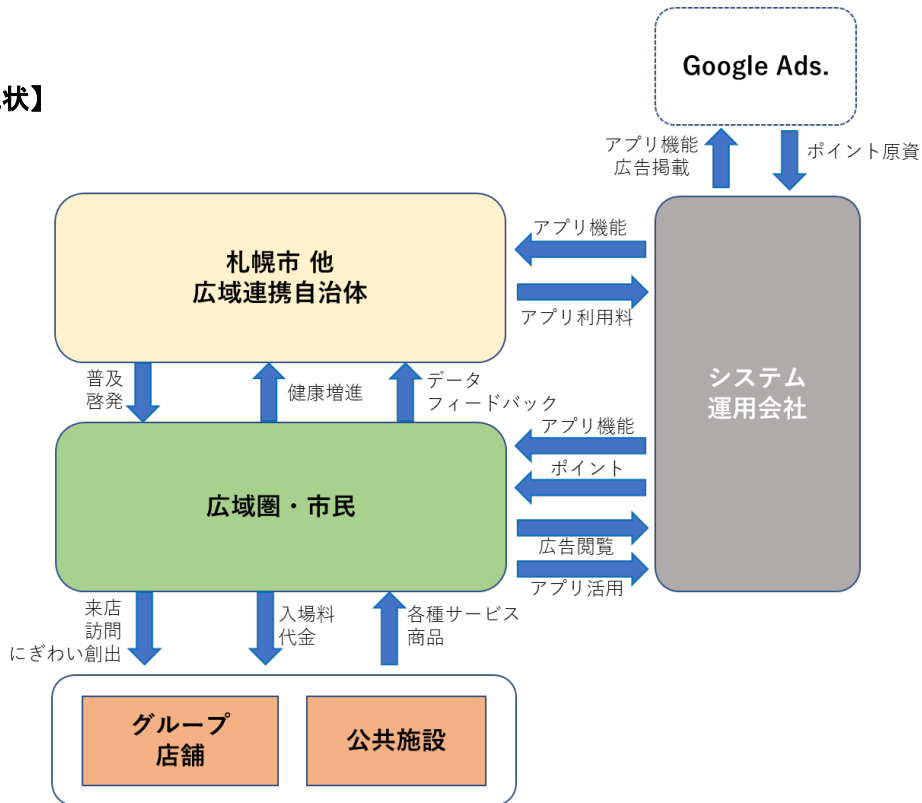 Google Ads.
状】
アプリ機能
広告掲載
ポイント原資
札幌市 他
広域連携自治体
アプリ機能
アプリ利用料
システム
運用会社
普及
啓発
健康増進
データ
フィードバック
アプリ機能
ポイント
広告閲覧
アプリ活用
広域圏・市民
来店
訪問
にぎわい創出
入場料
代金
各種サービス
商品
グループ
店舗
公共施設